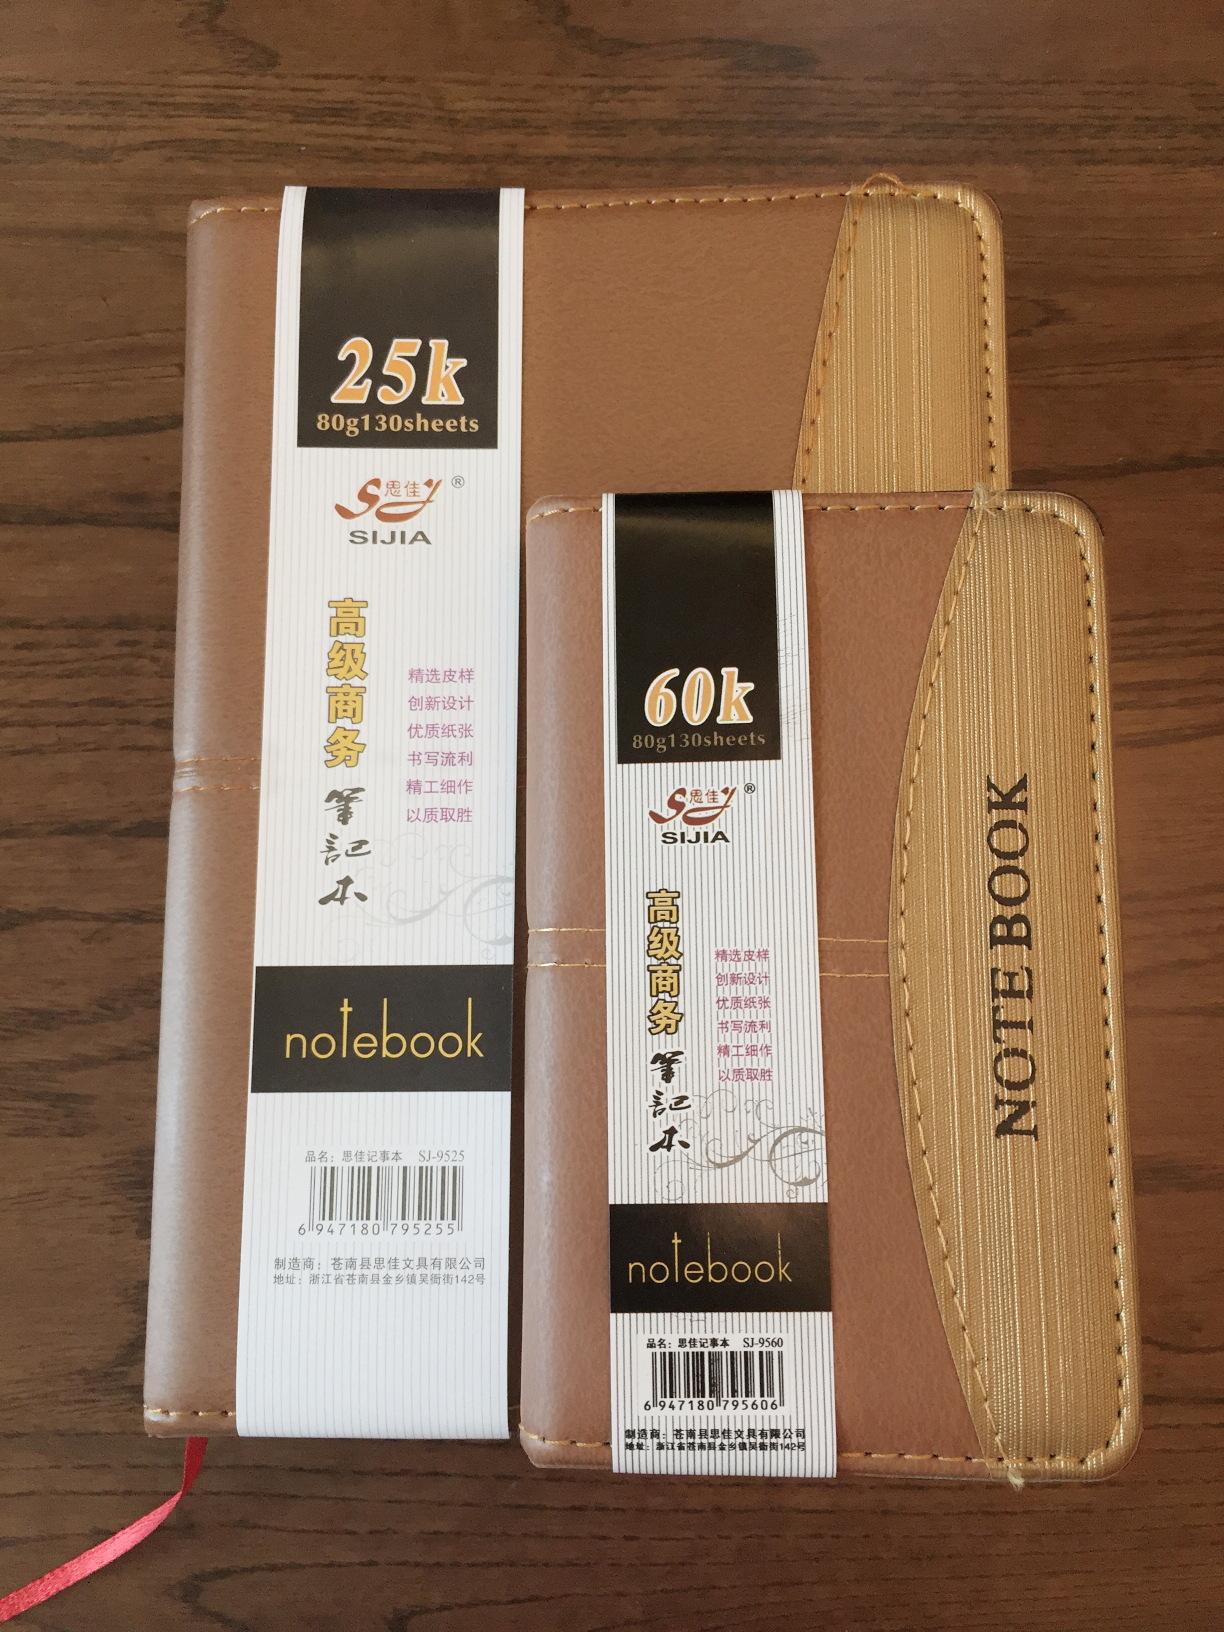 25k
80g130sheets
思佳 ®
SIJIA
高级商务
筆記本
精选皮样
创新设计
优质纸张
书写流利
精工细作
以质取胜
notebook
品名：思佳记事本 SJ-9525
6 947180 795255
制造商：苍南县思佳文具有限公司
地址：浙江省苍南县金乡镇吴衙街142号
60k
80g130sheets
思佳 ®
SIJIA
高级商务
筆記本
精选皮样
创新设计
优质纸张
书写流利
精工细作
以质取胜
notebook
品名：思佳记事本 SJ-9560
6 947180 795606
制造商：苍南县思佳文具有限公司
地址：浙江省苍南县金乡镇吴衙街142号
NOTEBOOK